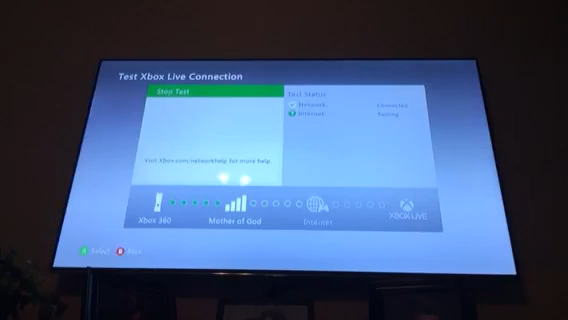 Test Xbox Live Connection
Stop Test
Test Status
Network Connected
Internet Testing
Visit Xbox.com/networkhelp for more help.
Xbox 360
Mother of God
Internet
XBOX LIVE
A Select
B Back